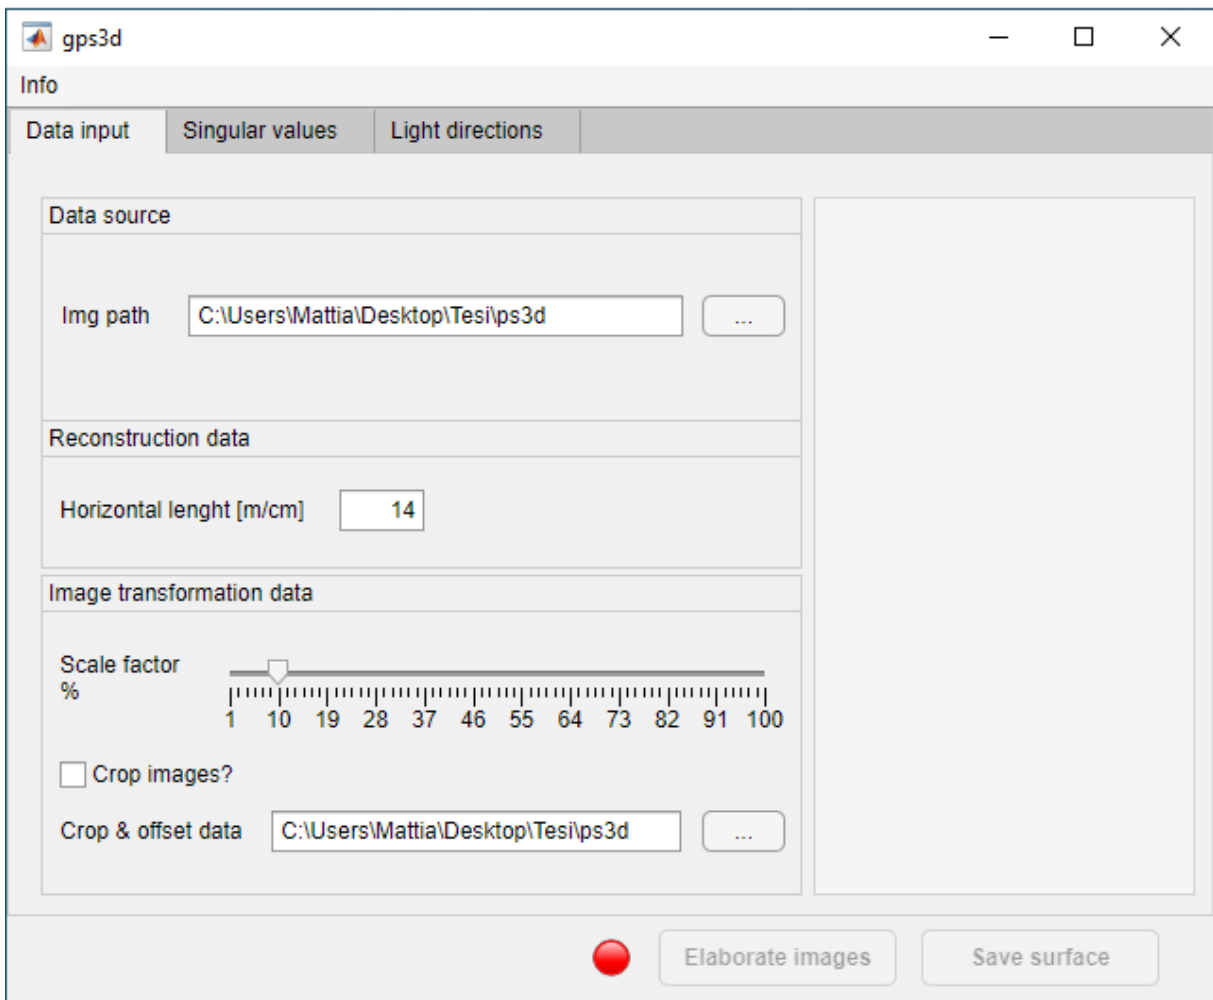 gps3d
Info
Data input Singular values Light directions
Data source
Img path C:\Users\Mattia\Desktop\Tesi\ps3d ...
Reconstruction data
Horizontal lenght [m/cm] 14
Image transformation data
Scale factor
%
1 10 19 28 37 46 55 64 73 82 91 100
Crop images?
Crop & offset data C:\Users\Mattia\Desktop\Tesi\ps3d ...
Elaborate images Save surface